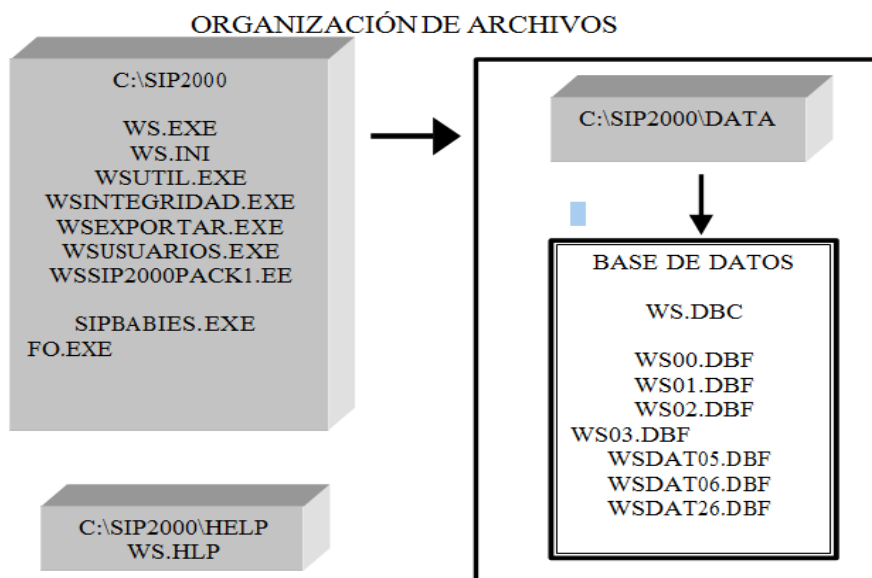 ORGANIZACIÓN DE ARCHIVOS
C:\SIP2000
WS.EXE
WS.INI
WSUTIL.EXE
WSINTEGRIDAD.EXE
WSEXPORTAR.EXE
WSUSUARIOS.EXE
WSSIP2000PACK1.EE
SIPBABIES.EXE
FO.EXE
C:\SIP2000\HELP
WS.HLP
C:\SIP2000\DATA
BASE DE DATOS
WS.DBC
WS00.DBF
WS01.DBF
WS02.DBF
WS03.DBF
WSDAT05.DBF
WSDAT06.DBF
WSDAT26.DBF